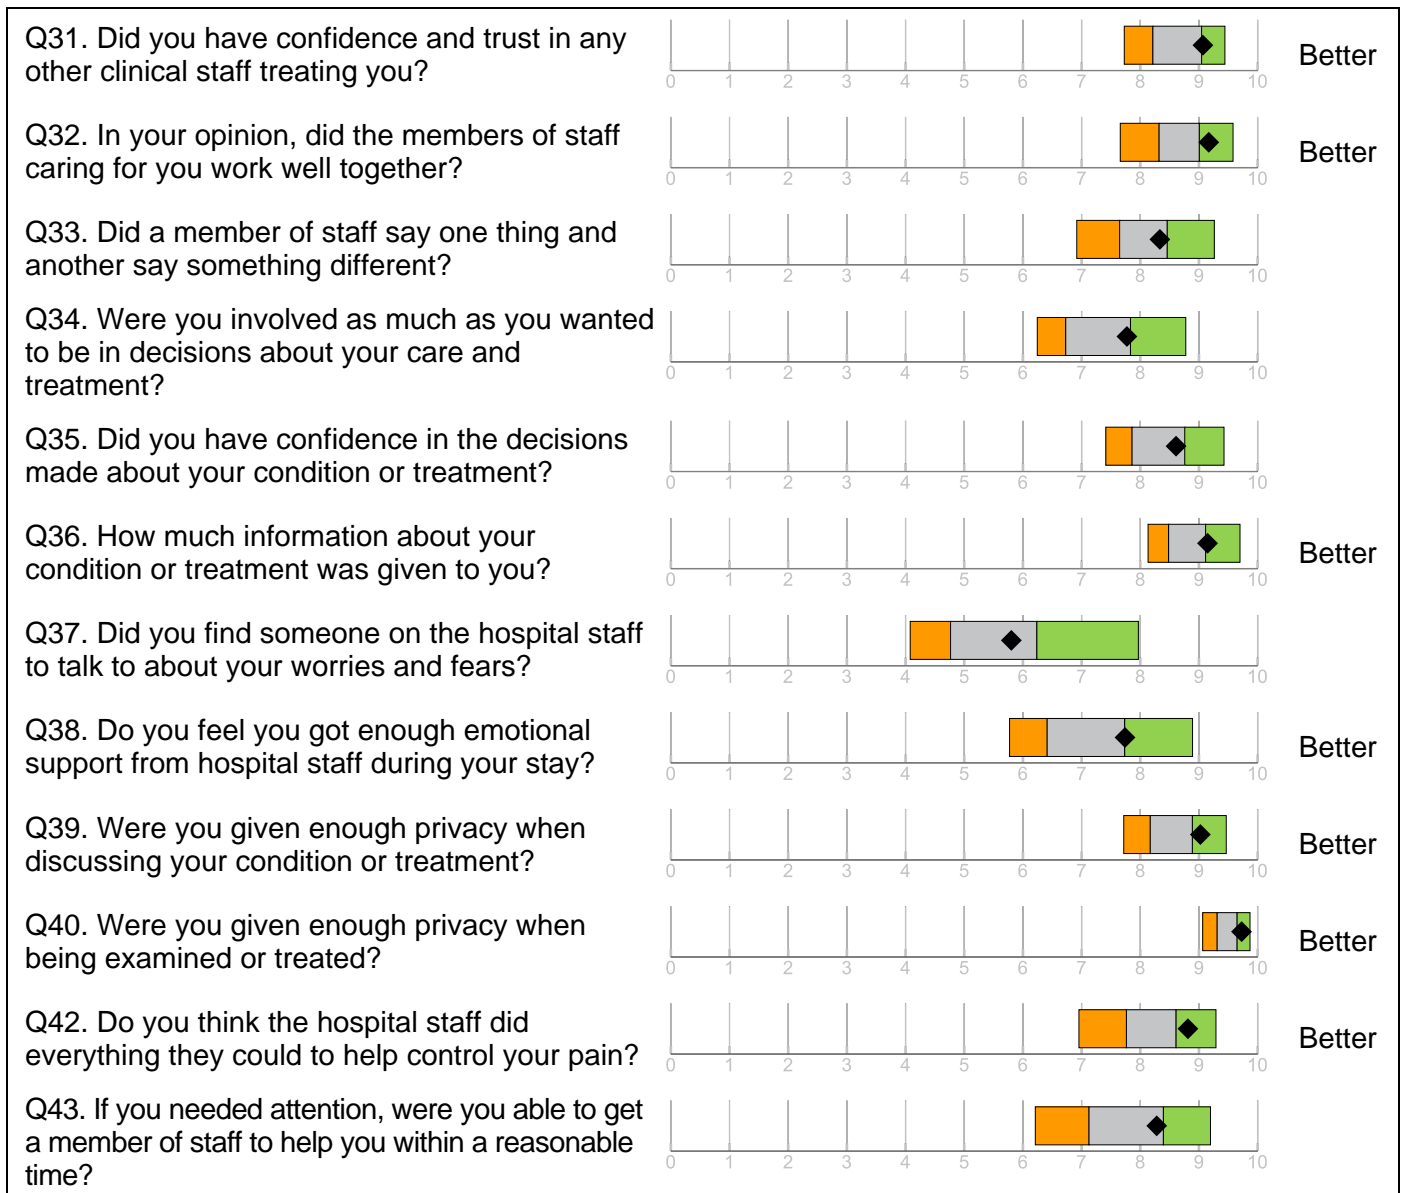 Q31. Did you have confidence and trust in any
other clinical staff treating you?
0 1 2 3 4 5 6 7 8 9 10
Better
Q32. In your opinion, did the members of staff
caring for you work well together?
0 1 2 3 4 5 6 7 8 9 10
Better
Q33. Did a member of staff say one thing and
another say something different?
0 1 2 3 4 5 6 7 8 9 10
Q34. Were you involved as much as you wanted
to be in decisions about your care and
treatment?
0 1 2 3 4 5 6 7 8 9 10
Q35. Did you have confidence in the decisions
made about your condition or treatment?
0 1 2 3 4 5 6 7 8 9 10
Q36. How much information about your
condition or treatment was given to you?
0 1 2 3 4 5 6 7 8 9 10
Better
Q37. Did you find someone on the hospital staff
to talk to about your worries and fears?
0 1 2 3 4 5 6 7 8 9 10
Q38. Do you feel you got enough emotional
support from hospital staff during your stay?
0 1 2 3 4 5 6 7 8 9 10
Better
Q39. Were you given enough privacy when
discussing your condition or treatment?
0 1 2 3 4 5 6 7 8 9 10
Better
Q40. Were you given enough privacy when
being examined or treated?
0 1 2 3 4 5 6 7 8 9 10
Better
Q42. Do you think the hospital staff did
everything they could to help control your pain?
0 1 2 3 4 5 6 7 8 9 10
Better
Q43. If you needed attention, were you able to get
a member of staff to help you within a reasonable
time?
0 1 2 3 4 5 6 7 8 9 10